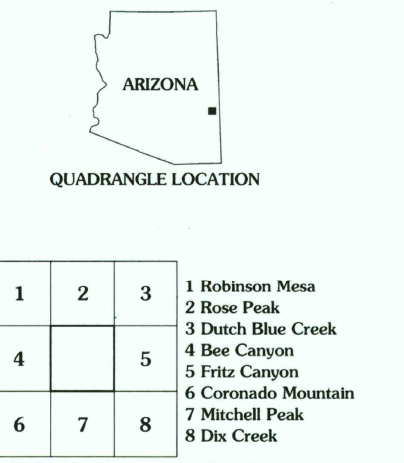 ARIZONA
QUADRANGLE LOCATION
1 2 3
4 5
6 7 8
1 Robinson Mesa
2 Rose Peak
3 Dutch Blue Creek
4 Bee Canyon
5 Fritz Canyon
6 Coronado Mountain
7 Mitchell Peak
8 Dix Creek